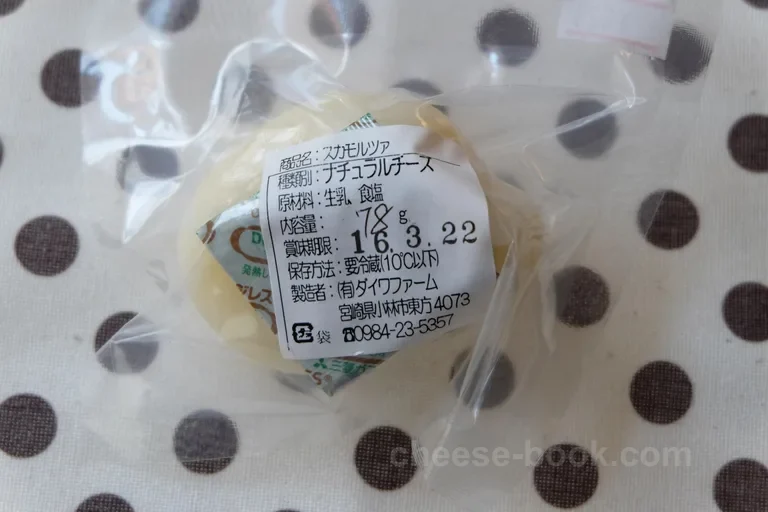 商品名：スカモルツァ
種類別：ナチュラルチーズ
原材料：生乳、食塩
内容量： 78 g
賞味期限： 16.3.22
保存方法：要冷蔵(10℃以下)
製造者：(有)ダイワファーム
宮崎県小林市東方4073
袋 ☎0984-23-5357
cheese-book.com